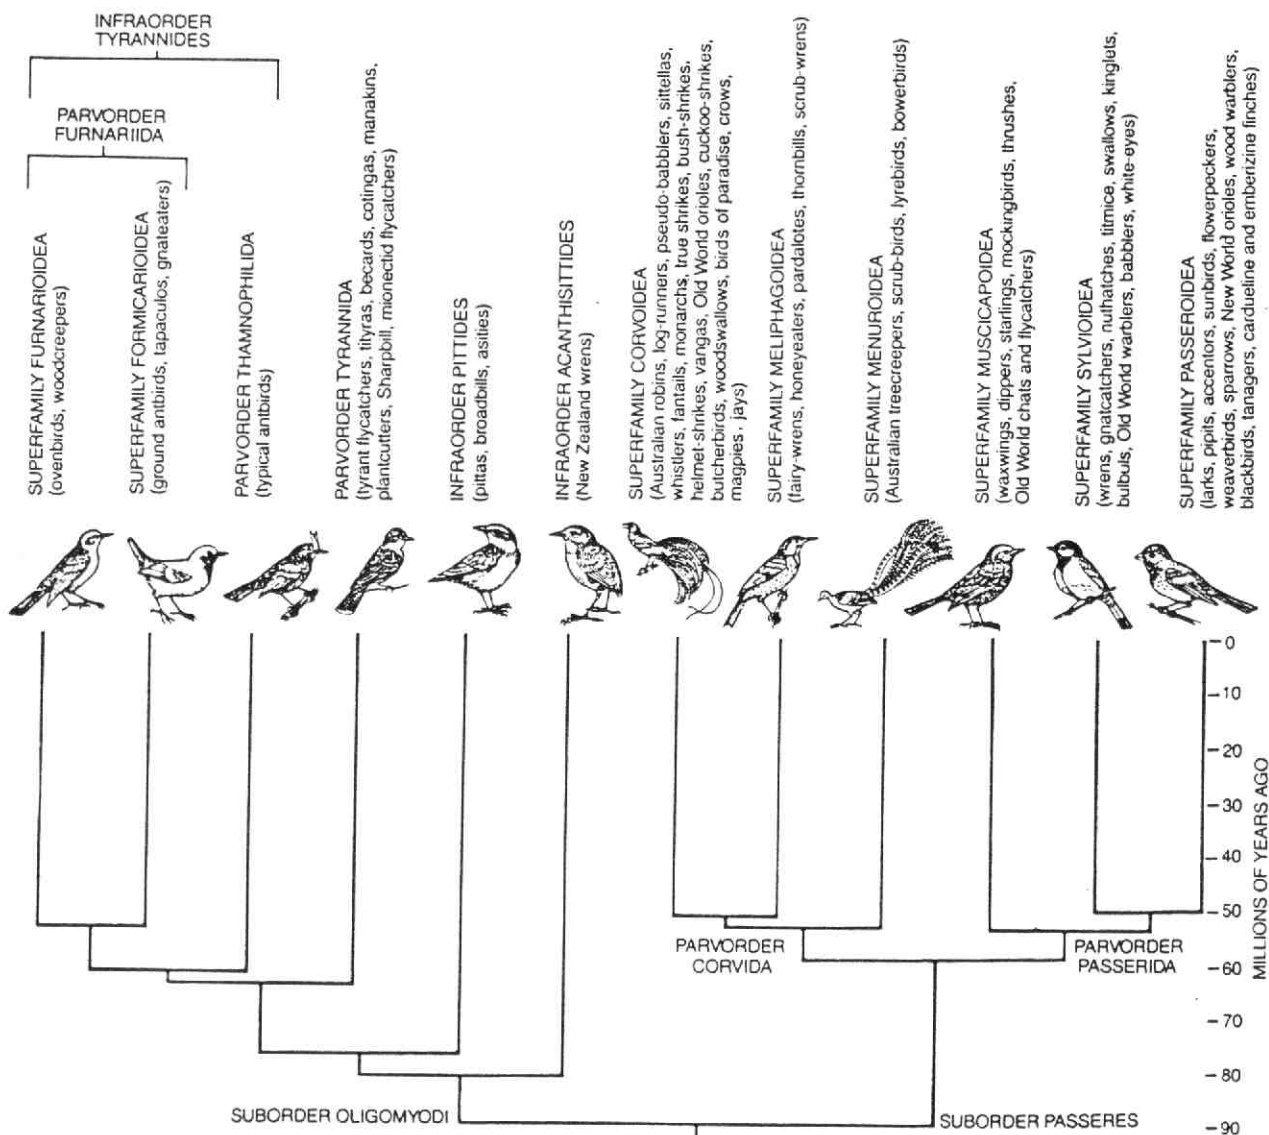 INFRAORDER
TYRANNIDES
PARVORDER
FURNARIIDA
SUPERFAMILY FURNARIOIDEA
(ovenbirds, woodcreepers)
SUPERFAMILY FORMICARIOIDEA
(ground antbirds, tapaculos, gnateaters)
PARVORDER THAMNOPHILIDA
(typical antbirds)
PARVORDER TYRANNIDA
(tyrant flycatchers, tityras, becards, cotingas, manakins,
plantcutters, Sharpbill, mionectid flycatchers)
INFRAORDER PITTIDES
(pittas, broadbills, asities)
INFRAORDER ACANTHISITTIDES
(New Zealand wrens)
SUPERFAMILY CORVOIDEA
(Australian robins, log-runners, pseudo-babblers, sittellas,
whistlers, fantails, monarchs, true shrikes, bush-shrikes,
helmet-shrikes, vangas, Old World orioles, cuckoo-shrikes,
butcherbirds, woodswallows, birds of paradise, crows,
magpies, jays)
SUPERFAMILY MELIPHAGOIDEA
(fairy-wrens, honeyeaters, pardalotes, thornbills, scrub-wrens)
SUPERFAMILY MENUROIDEA
(Australian treecreepers, scrub-birds, lyrebirds, bowerbirds)
SUPERFAMILY MUSCICAPOIDEA
(waxwings, dippers, starlings, mockingbirds, thrushes,
Old World chats and flycatchers)
SUPERFAMILY SYLVIOIDEA
(wrens, gnatcatchers, nuthatches, titmice, swallows, kinglets,
bulbuls, Old World warblers, babblers, white-eyes)
SUPERFAMILY PASSEROIDEA
(larks, pipits, accentors, sunbirds, flowerpeckers,
weaverbirds, sparrows, New World orioles, wood warblers,
blackbirds, tanagers, cardueline and emberizine finches)
0
10
20
30
40
50
60
70
80
90
MILLIONS OF YEARS AGO
PARVORDER
CORVIDA
PARVORDER
PASSERIDA
SUBORDER OLIGOMYODI
SUBORDER PASSERES